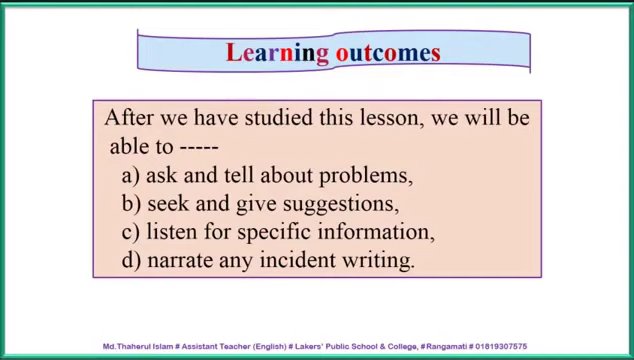 Learning outcomes
After we have studied this lesson, we will be
able to -----
a) ask and tell about problems,
b) seek and give suggestions,
c) listen for specific information,
d) narrate any incident writing.
Md.Thaherul Islam # Assistant Teacher (English) # Lakers' Public School & College, #Rangamati # 01819307575